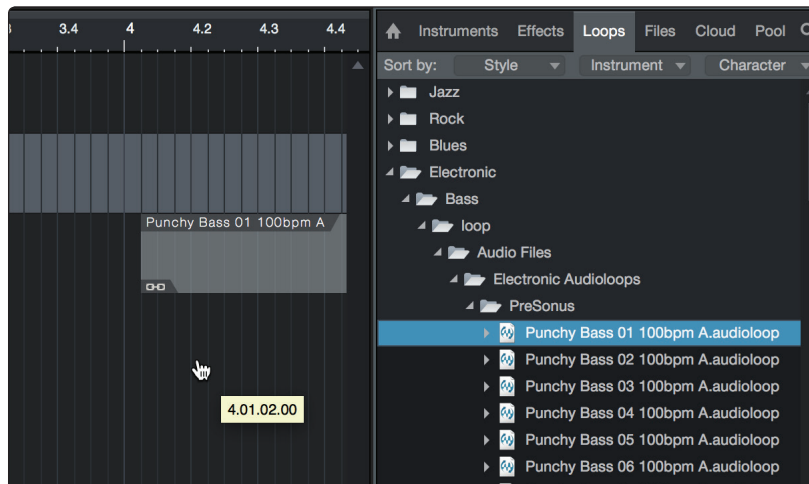 3.4 4 4.2 4.3 4.4
Instruments Effects Loops Files Cloud Pool
Sort by: Style Instrument Character
Jazz
Rock
Blues
Electronic
Bass
loop
Audio Files
Electronic Audioloops
PreSonus
Punchy Bass 01 100bpm A.audioloop
Punchy Bass 02 100bpm A.audioloop
Punchy Bass 03 100bpm A.audioloop
Punchy Bass 04 100bpm A.audioloop
Punchy Bass 05 100bpm A.audioloop
Punchy Bass 06 100bpm A.audioloop
Punchy Bass 01 100bpm A
4.01.02.00